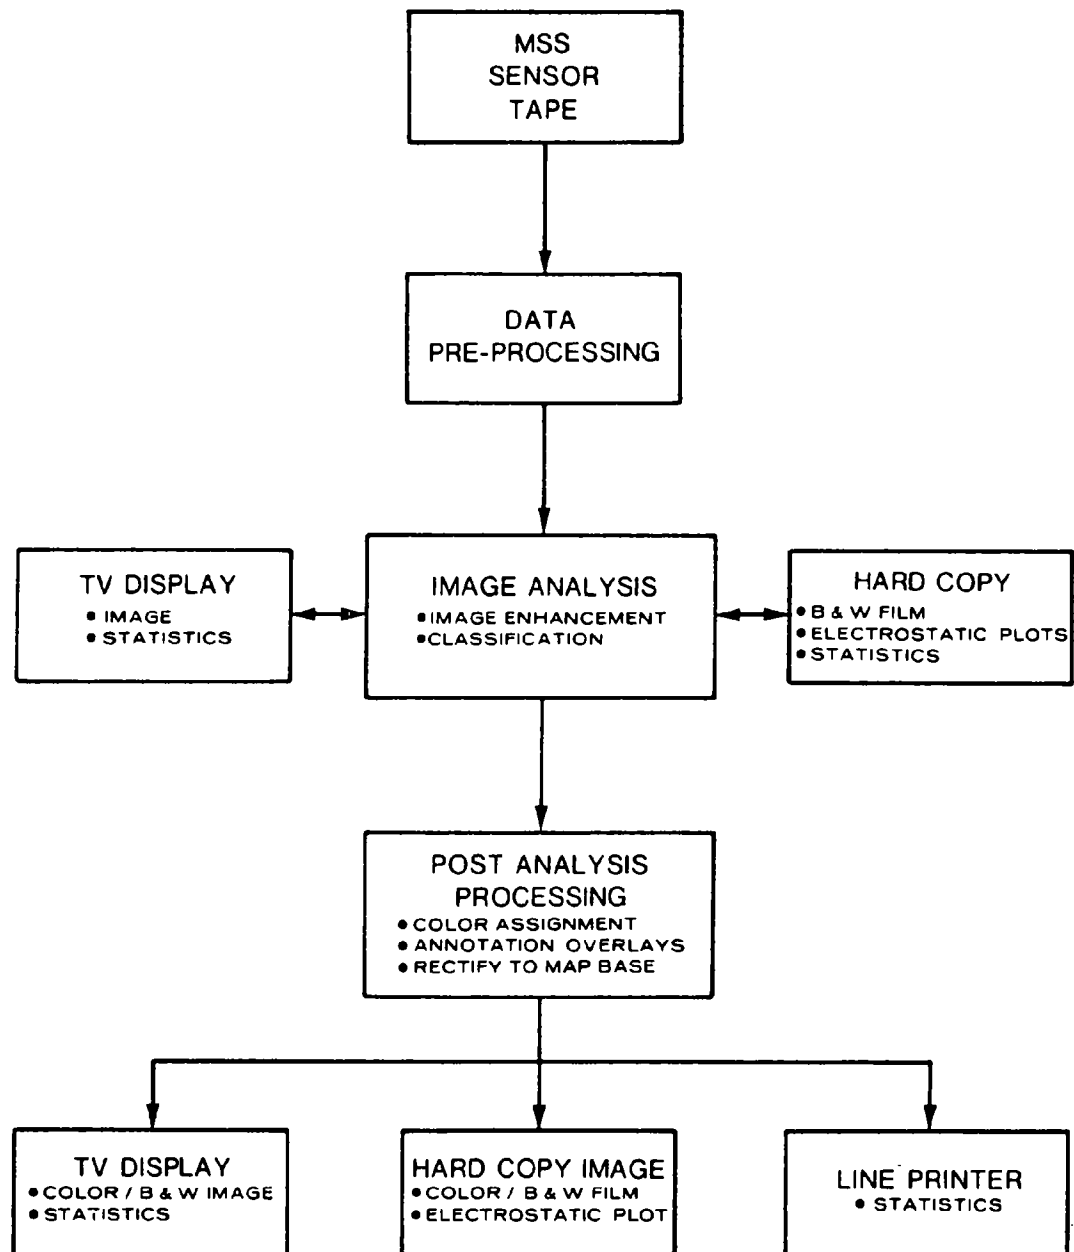 MSS
SENSOR
TAPE
DATA
PRE-PROCESSING
TV DISPLAY
• IMAGE
• STATISTICS
IMAGE ANALYSIS
• IMAGE ENHANCEMENT
• CLASSIFICATION
HARD COPY
• B & W FILM
• ELECTROSTATIC PLOTS
• STATISTICS
POST ANALYSIS
PROCESSING
• COLOR ASSIGNMENT
• ANNOTATION OVERLAYS
• RECTIFY TO MAP BASE
TV DISPLAY
• COLOR / B & W IMAGE
• STATISTICS
HARD COPY IMAGE
• COLOR / B & W FILM
• ELECTROSTATIC PLOT
LINE PRINTER
• STATISTICS